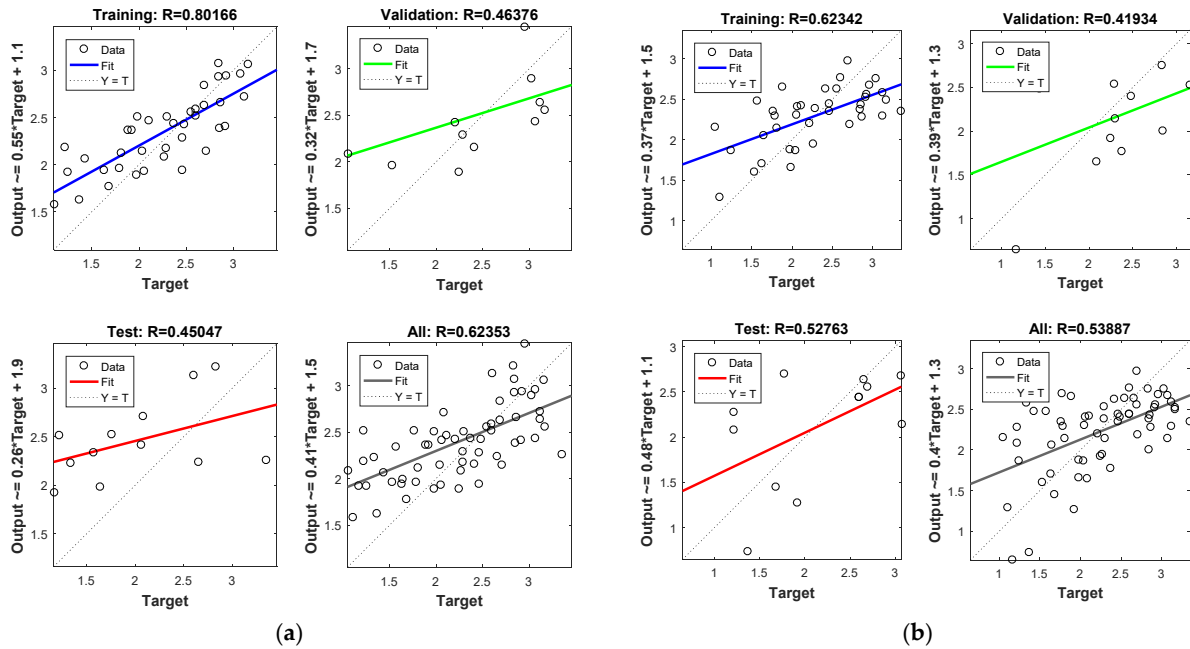 Training: R=0.80166
Output ~= 0.55*Target + 1.1
Data
Fit
Y = T
3
2.5
2
1.5
1.5 2 2.5 3
Target
Validation: R=0.46376
Output ~= 0.32*Target + 1.7
Data
Fit
Y = T
3
2.5
2
1.5
1.5 2 2.5 3
Target
Test: R=0.45047
Output ~= 0.26*Target + 1.9
Data
Fit
Y = T
3
2.5
2
1.5
1.5 2 2.5 3
Target
All: R=0.62353
Output ~= 0.41*Target + 1.5
Data
Fit
Y = T
3
2.5
2
1.5
1.5 2 2.5 3
Target
(a)
Training: R=0.62342
Output ~= 0.37*Target + 1.5
Data
Fit
Y = T
3
2.5
2
1.5
1
1 1.5 2 2.5 3
Target
Validation: R=0.41934
Output ~= 0.39*Target + 1.3
Data
Fit
Y = T
3
2.5
2
1.5
1
1 1.5 2 2.5 3
Target
Test: R=0.52763
Output ~= 0.48*Target + 1.1
Data
Fit
Y = T
3
2.5
2
1.5
1
1 1.5 2 2.5 3
Target
All: R=0.53887
Output ~= 0.4*Target + 1.3
Data
Fit
Y = T
3
2.5
2
1.5
1
1 1.5 2 2.5 3
Target
(b)